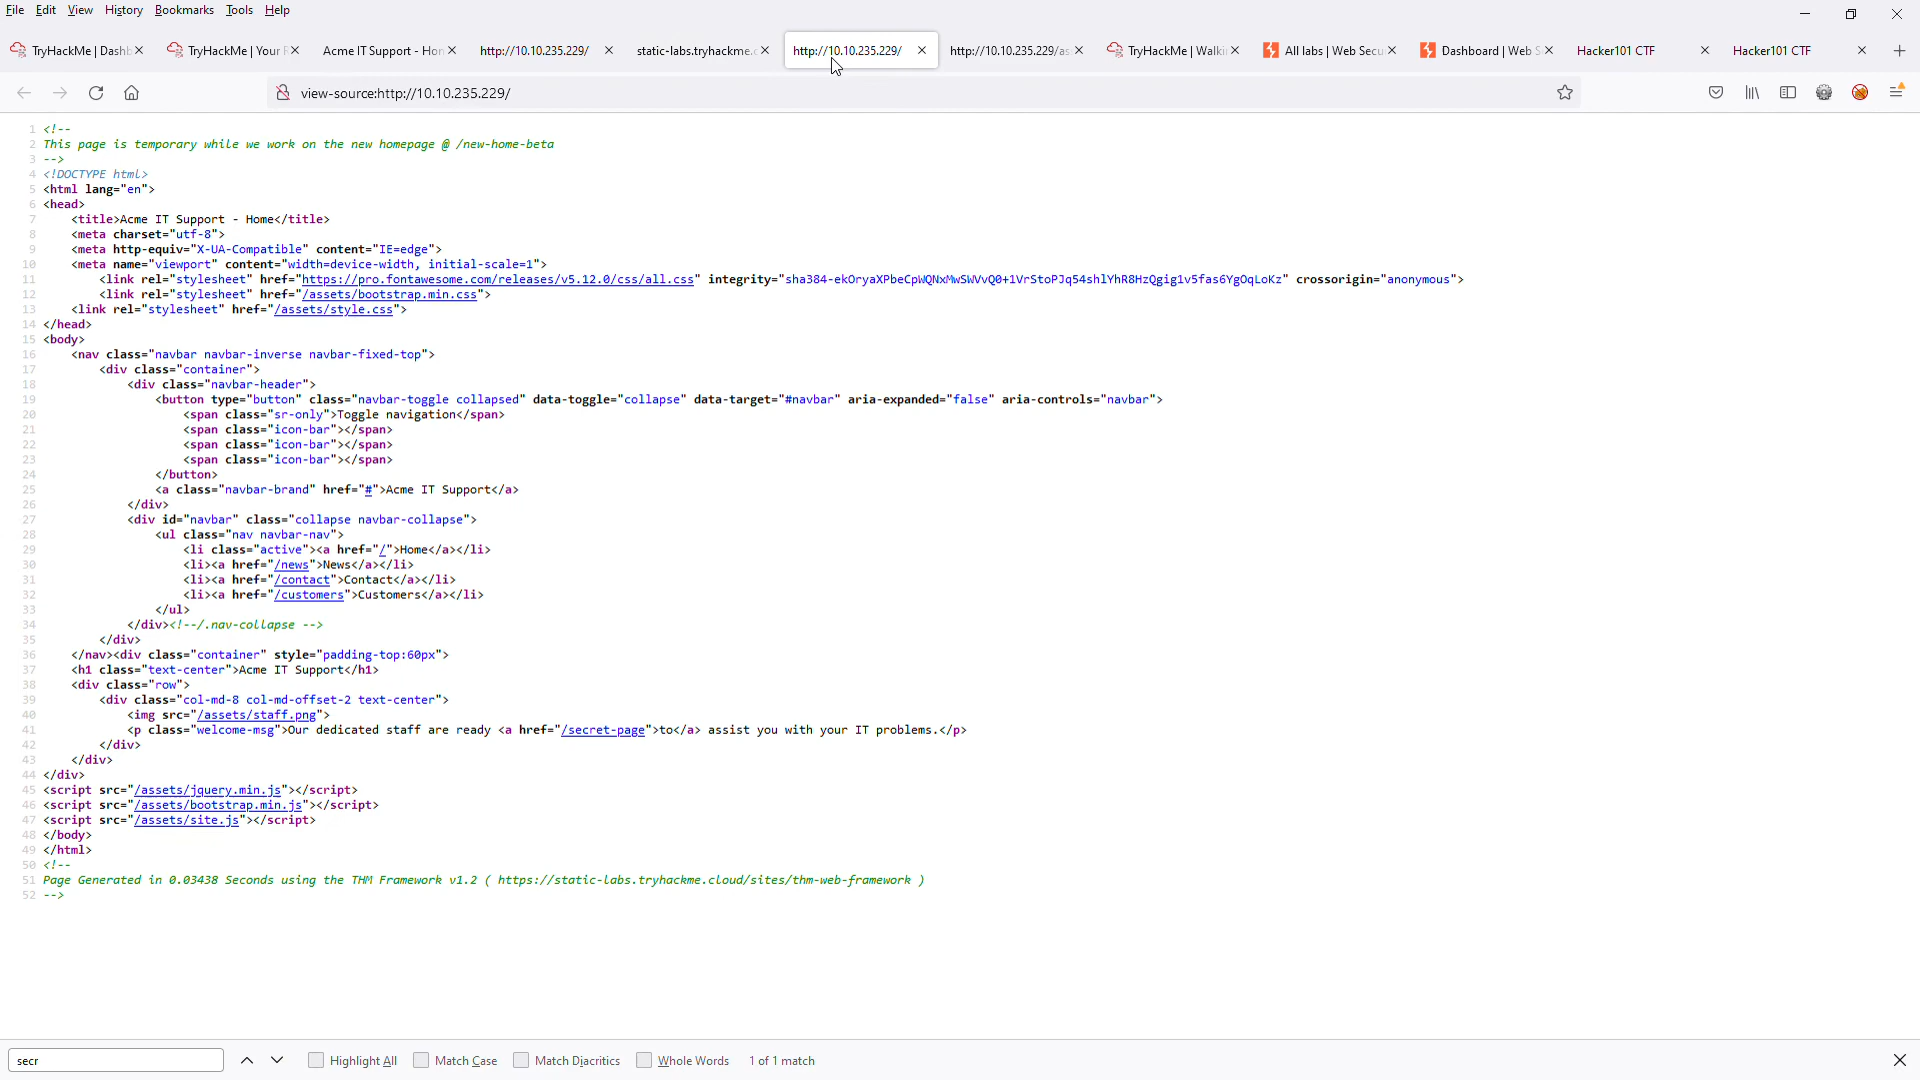 File Edit View History Bookmarks Tools Help
TryHackMe | Dashb
TryHackMe | Your
Acme IT Support - Hon
http://10.10.235.229/
static-labs.tryhackme.c
http://10.10.235.229/
http://10.10.235.229/as
TryHackMe | Walki
All labs | Web Secu
Dashboard | Web S
Hacker101 CTF
Hacker101 CTF
view-source:http://10.10.235.229/
1 <!--
2 This page is temporary while we work on the new homepage @ /new-home-beta
3 -->
4 <!DOCTYPE html>
5 <html lang="en">
6 <head>
7 <title>Acme IT Support - Home</title>
8 <meta charset="utf-8">
9 <meta http-equiv="X-UA-Compatible" content="IE=edge">
10 <meta name="viewport" content="width=device-width, initial-scale=1">
11 <link rel="stylesheet" href="https://pro.fontawesome.com/releases/v5.12.0/css/all.css" integrity="sha384-ekOryaXPbeCpWQNxMwSWVvQ0+1VrStoPJq54shlYhR8HzQgig1v5fas6YgOqLoKz" crossorigin="anonymous">
12 <link rel="stylesheet" href="/assets/bootstrap.min.css">
13 <link rel="stylesheet" href="/assets/style.css">
14 </head>
15 <body>
16 <nav class="navbar navbar-inverse navbar-fixed-top">
17 <div class="container">
18 <div class="navbar-header">
19 <button type="button" class="navbar-toggle collapsed" data-toggle="collapse" data-target="#navbar" aria-expanded="false" aria-controls="navbar">
20 <span class="sr-only">Toggle navigation</span>
21 <span class="icon-bar"></span>
22 <span class="icon-bar"></span>
23 <span class="icon-bar"></span>
24 </button>
25 <a class="navbar-brand" href="#">Acme IT Support</a>
26 </div>
27 <div id="navbar" class="collapse navbar-collapse">
28 <ul class="nav navbar-nav">
29 <li class="active"><a href="/">Home</a></li>
30 <li><a href="/news">News</a></li>
31 <li><a href="/contact">Contact</a></li>
32 <li><a href="/customers">Customers</a></li>
33 </ul>
34 </div><!--/.nav-collapse -->
35 </div>
36 </nav><div class="container" style="padding-top:60px">
37 <h1 class="text-center">Acme IT Support</h1>
38 <div class="row">
39 <div class="col-md-8 col-md-offset-2 text-center">
40 <img src="/assets/staff.png">
41 <p class="welcome-msg">Our dedicated staff are ready <a href="/secret-page">to</a> assist you with your IT problems.</p>
42 </div>
43 </div>
44 </div>
45 <script src="/assets/jquery.min.js"></script>
46 <script src="/assets/bootstrap.min.js"></script>
47 <script src="/assets/site.js"></script>
48 </body>
49 </html>
50 <!--
51 Page Generated in 0.03438 Seconds using the THM Framework v1.2 ( https://static-labs.tryhackme.cloud/sites/thm-web-framework )
52 -->
secr Highlight All Match Case Match Diacritics Whole Words 1 of 1 match